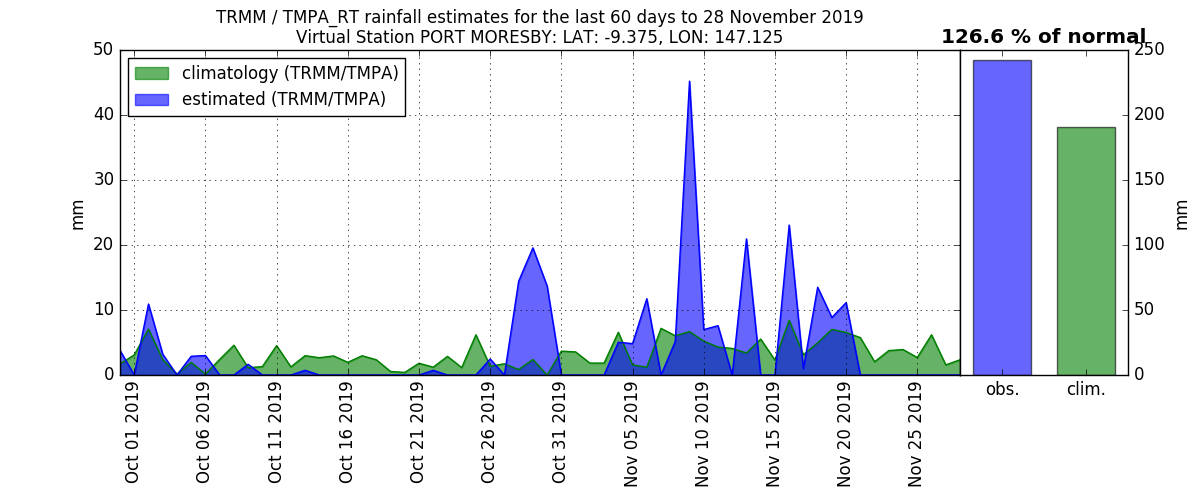 TRMM / TMPA_RT rainfall estimates for the last 60 days to 28 November 2019
Virtual Station PORT MORESBY: LAT: -9.375, LON: 147.125
126.6 % of normal
climatology (TRMM/TMPA)
estimated (TRMM/TMPA)
50
40
30
20
10
0
mm
Oct 01 2019
Oct 06 2019
Oct 11 2019
Oct 16 2019
Oct 21 2019
Oct 26 2019
Oct 31 2019
Nov 05 2019
Nov 10 2019
Nov 15 2019
Nov 20 2019
Nov 25 2019
obs.
clim.
250
200
150
100
50
0
mm